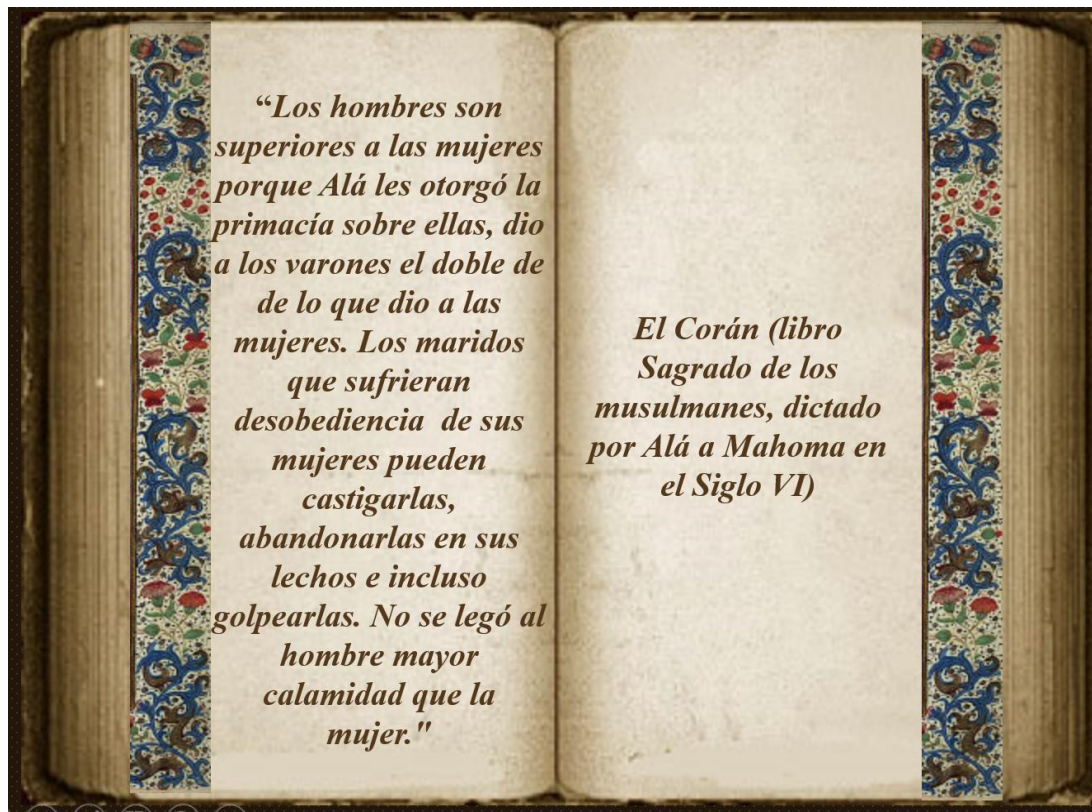 “Los hombres son
superiores a las mujeres
porque Alá les otorgó la
primacía sobre ellas, dio
a los varones el doble de
de lo que dio a las
mujeres. Los maridos
que sufrieran
desobediencia de sus
mujeres pueden
castigarlas,
abandonarlas en sus
lechos e incluso
golpearlas. No se legó al
hombre mayor
calamidad que la
mujer."
El Corán (libro
Sagrado de los
musulmanes, dictado
por Alá a Mahoma en
el Siglo VI)